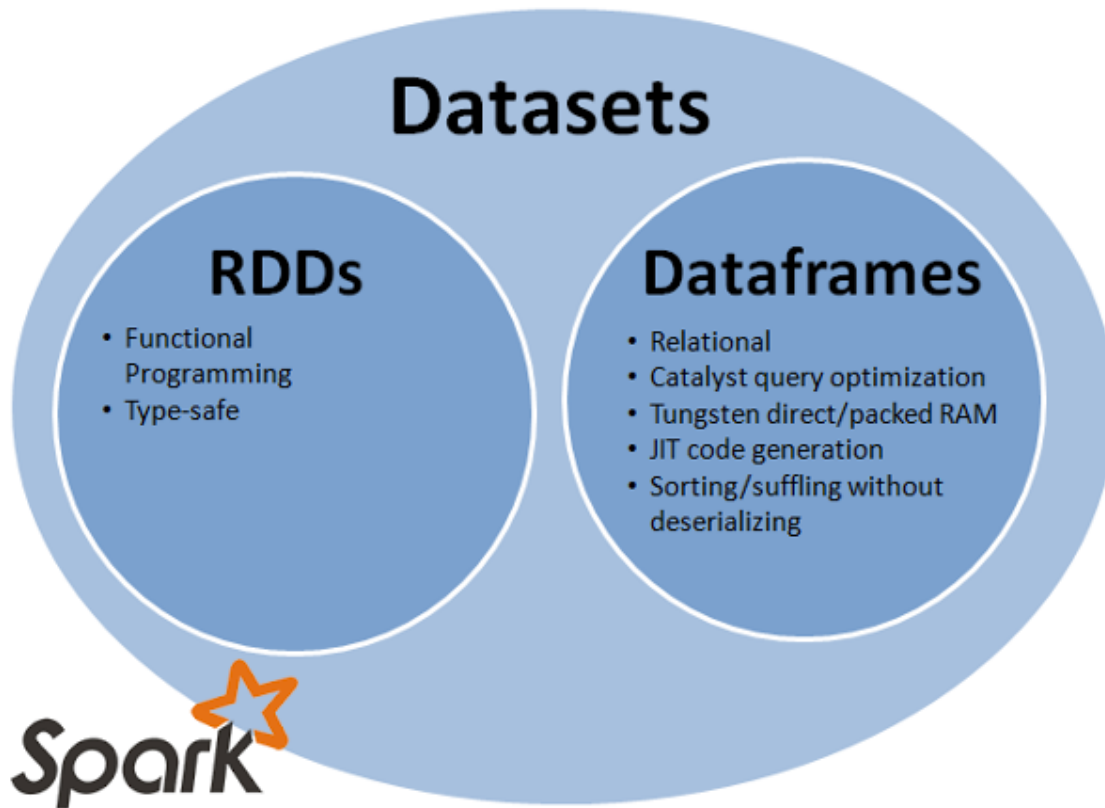 Datasets
RDDs
• Functional
Programming
• Type-safe
Dataframes
• Relational
• Catalyst query optimization
• Tungsten direct/packed RAM
• JIT code generation
• Sorting/suffling without
deserializing
Spark